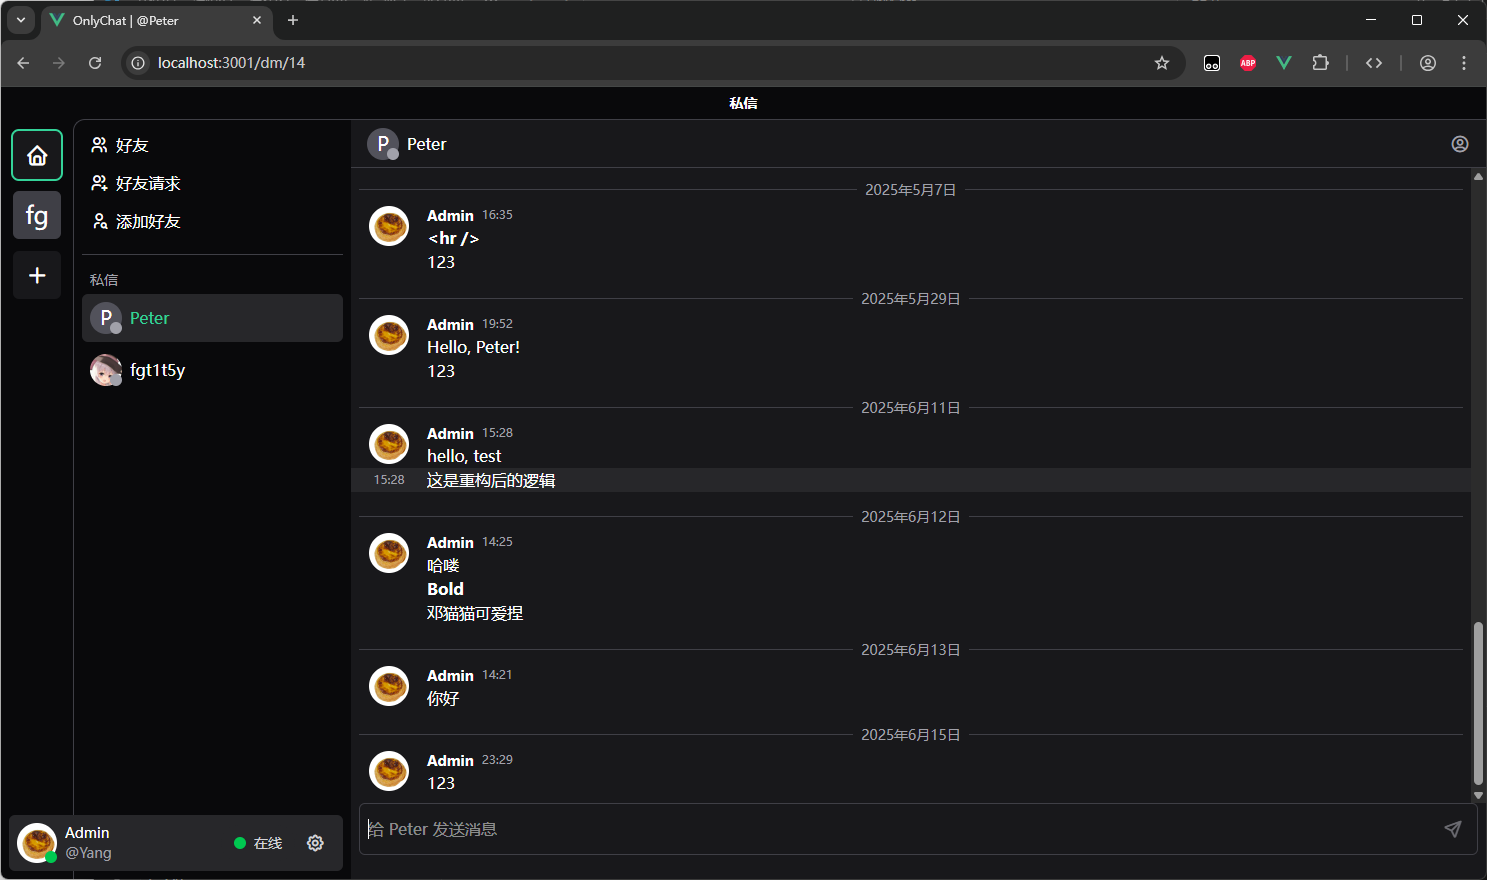 OnlyChat | @Peter
localhost:3001/dm/14
ABP
私信
fg
好友
好友请求
添加好友
私信
P Peter
fgt1t5y
Admin
@Yang
在线
P Peter
2025年5月7日
Admin 16:35
<hr />
123
2025年5月29日
Admin 19:52
Hello, Peter!
123
2025年6月11日
Admin 15:28
hello, test
15:28 这是重构后的逻辑
2025年6月12日
Admin 14:25
哈喽
Bold
邓猫猫可爱捏
2025年6月13日
Admin 14:21
你好
2025年6月15日
Admin 23:29
123
给 Peter 发送消息